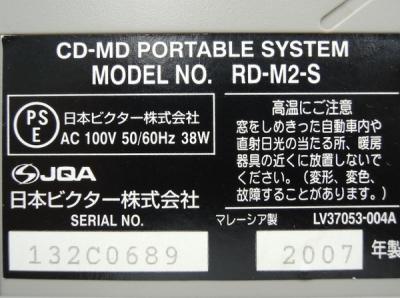 CD-MD PORTABLE SYSTEM
MODEL NO. RD-M2-S
PS
E
日本ビクター株式会社
AC 100V 50/60Hz 38W
JQA
日本ビクター株式会社
SERIAL NO.
132C0689
高温にご注意
窓をしめきった自動車内や
直射日光の当たる所、暖房
器具の近くに放置しないで
ください。(変形、変色、
故障することがあります。)
マレーシア製 LV37053-004A
2007 年製